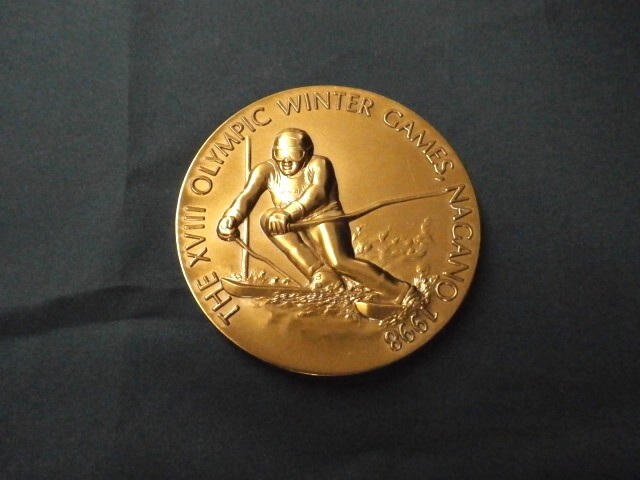 THE XVIII OLYMPIC WINTER GAMES, NAGANO 1998